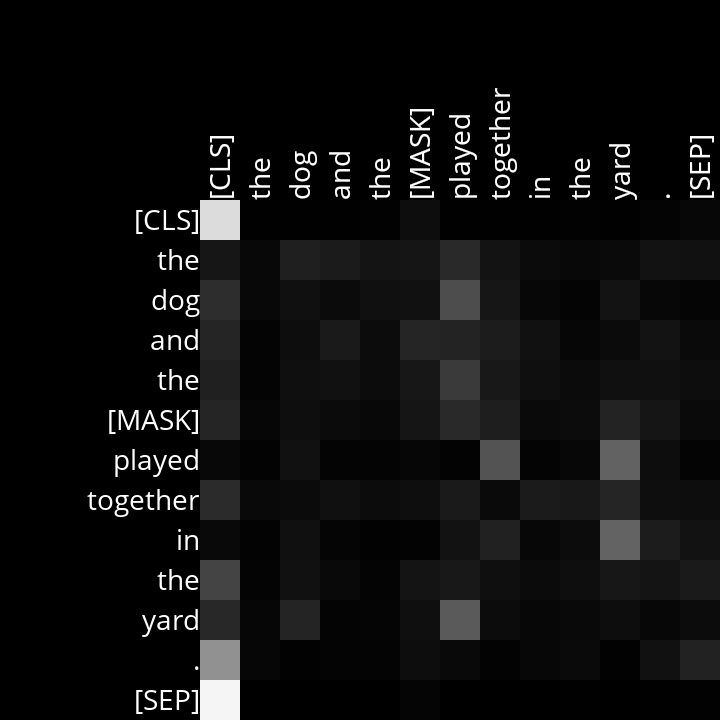 [CLS] the dog and the [MASK] played together in the yard . [SEP]
[CLS]
the
dog
and
the
[MASK]
played
together
in
the
yard
.
[SEP]